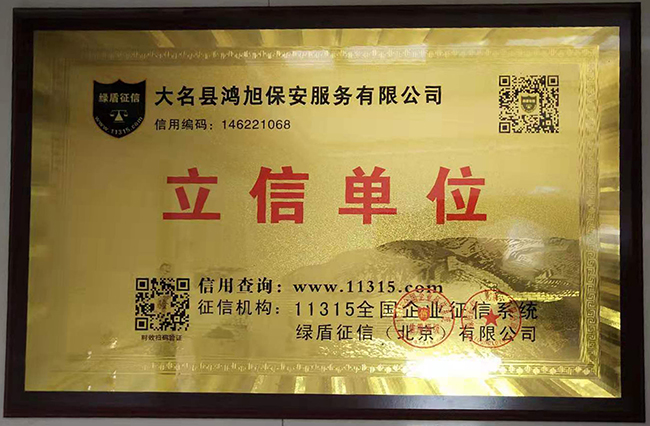 绿盾征信
www.11315.com
大名县鸿旭保安服务有限公司
信用编码：146221068
立信单位
信用查询：www.11315.com
征信机构：11315全国企业征信系统
绿盾征信（北京）有限公司